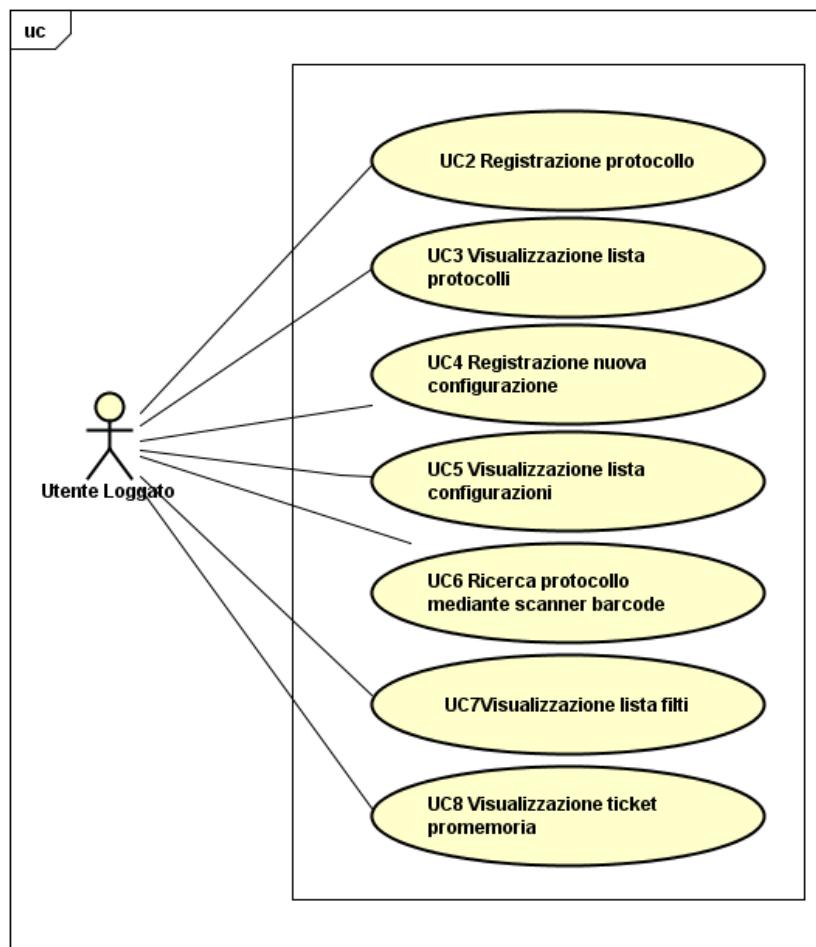 uc
UC2 Registrazione protocollo
UC3 Visualizzazione lista
protocolli
UC4 Registrazione nuova
configurazione
UC5 Visualizzazione lista
configurazioni
Utente Loggato
UC6 Ricerca protocollo
mediante scanner barcode
UC7Visualizzazione lista filti
UC8 Visualizzazione ticket
promemoria